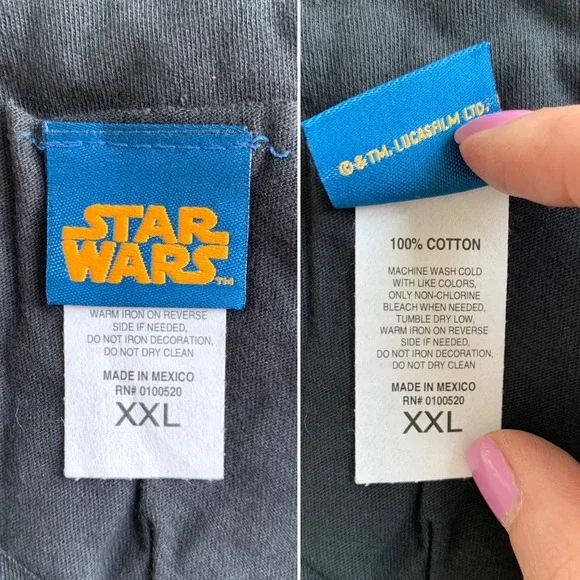 STAR
WARS™
WARM IRON ON REVERSE
SIDE IF NEEDED,
DO NOT IRON DECORATION,
DO NOT DRY CLEAN
MADE IN MEXICO
RN# 0100520
XXL
©&TM. LUCASFILM LTD.
100% COTTON
MACHINE WASH COLD
WITH LIKE COLORS,
ONLY NON-CHLORINE
BLEACH WHEN NEEDED,
TUMBLE DRY LOW,
WARM IRON ON REVERSE
SIDE IF NEEDED,
DO NOT IRON DECORATION,
DO NOT DRY CLEAN
MADE IN MEXICO
RN# 0100520
XXL